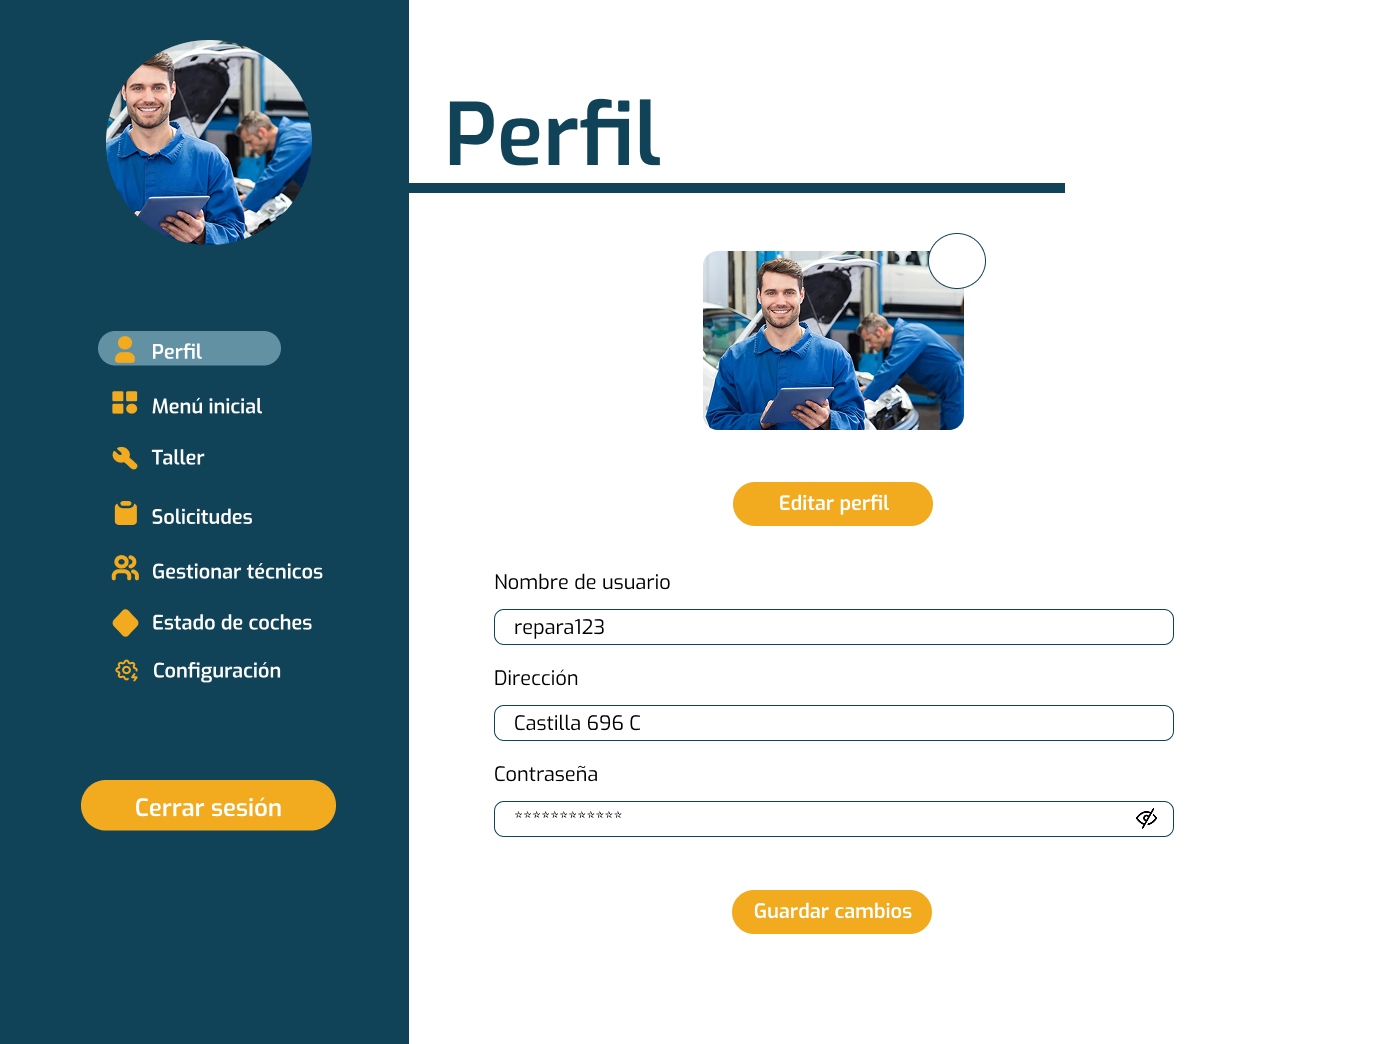 Perfil
Menú inicial
Taller
Solicitudes
Gestionar técnicos
Estado de coches
Configuración
Cerrar sesión
Perfil
Editar perfil
Nombre de usuario
repara123
Dirección
Castilla 696 C
Contraseña
************
Guardar cambios